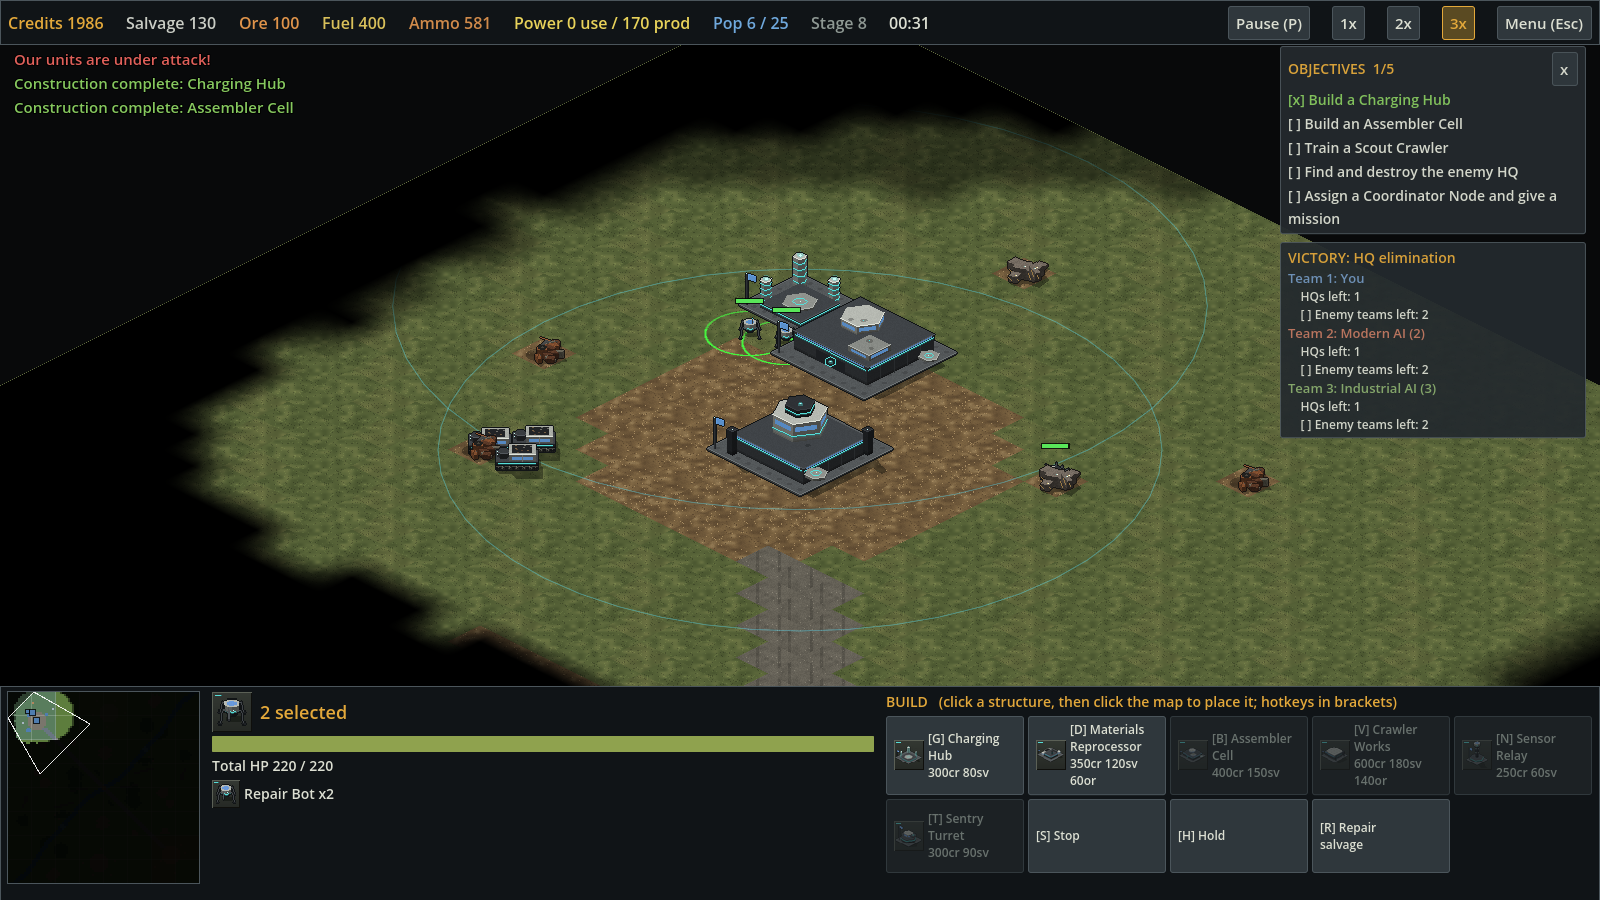 Credits 1986 Salvage 130 Ore 100 Fuel 400 Ammo 581 Power 0 use / 170 prod Pop 6 / 25 Stage 8 00:31 Pause (P) 1x 2x 3x Menu (Esc)
Our units are under attack!
Construction complete: Charging Hub
Construction complete: Assembler Cell
OBJECTIVES 1/5 x
[x] Build a Charging Hub
[ ] Build an Assembler Cell
[ ] Train a Scout Crawler
[ ] Find and destroy the enemy HQ
[ ] Assign a Coordinator Node and give a
mission
VICTORY: HQ elimination
Team 1: You
HQs left: 1
[ ] Enemy teams left: 2
Team 2: Modern AI (2)
HQs left: 1
[ ] Enemy teams left: 2
Team 3: Industrial AI (3)
HQs left: 1
[ ] Enemy teams left: 2
2 selected
Total HP 220 / 220
Repair Bot x2
BUILD (click a structure, then click the map to place it; hotkeys in brackets)
[G] Charging
Hub
300cr 80sv
[D] Materials
Reprocessor
350cr 120sv
60or
[B] Assembler
Cell
400cr 150sv
[V] Crawler
Works
600cr 180sv
140or
[N] Sensor
Relay
250cr 60sv
[T] Sentry
Turret
300cr 90sv
[S] Stop
[H] Hold
[R] Repair
salvage